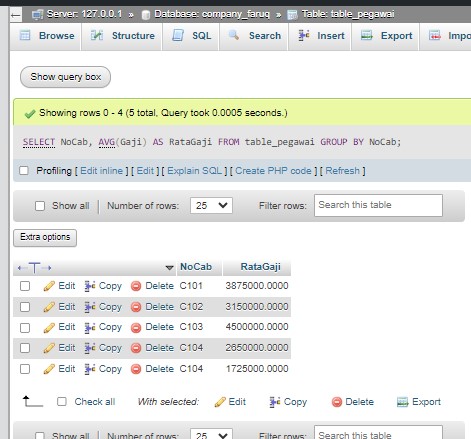 Server: 127.0.0.1 » Database: company_faruq » Table: table_pegawai
Browse Structure SQL Search Insert Export Impo
Show query box
Showing rows 0 - 4 (5 total, Query took 0.0005 seconds.)
SELECT NoCab, AVG(Gaji) AS RataGaji FROM table_pegawai GROUP BY NoCab;
Profiling [ Edit inline ] [ Edit ] [ Explain SQL ] [ Create PHP code ] [ Refresh ]
Show all Number of rows: 25 Filter rows: Search this table
Extra options
NoCab RataGaji
Edit Copy Delete C101 3875000.0000
Edit Copy Delete C102 3150000.0000
Edit Copy Delete C103 4500000.0000
Edit Copy Delete C104 2650000.0000
Edit Copy Delete C104 1725000.0000
Check all With selected: Edit Copy Delete Export
Show all Number of rows: 25 Filter rows: Search this table